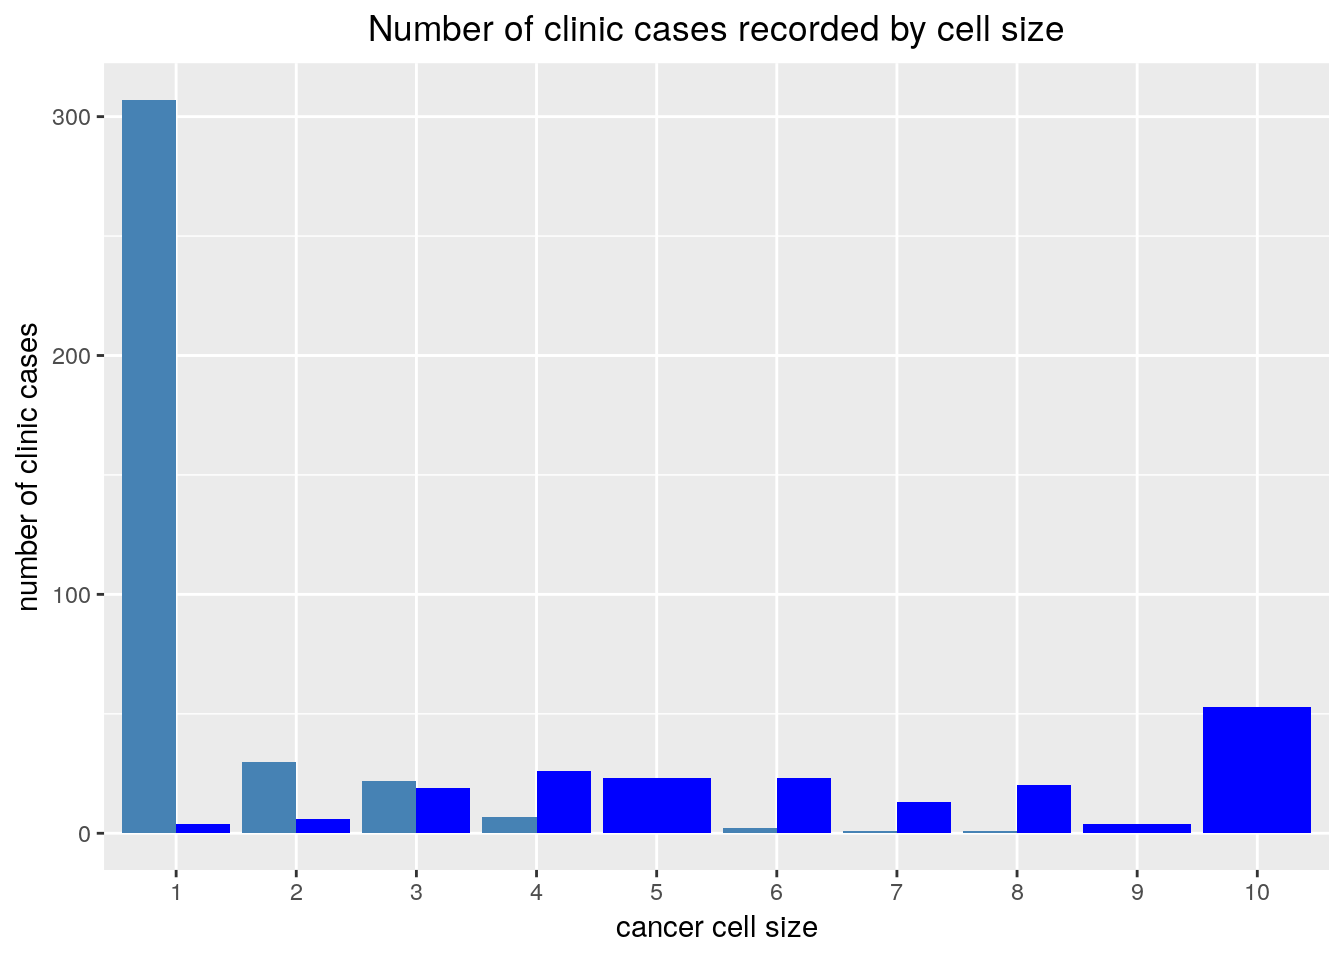 Number of clinic cases recorded by cell size
number of clinic cases
300
200
100
0
1 2 3 4 5 6 7 8 9 10
cancer cell size